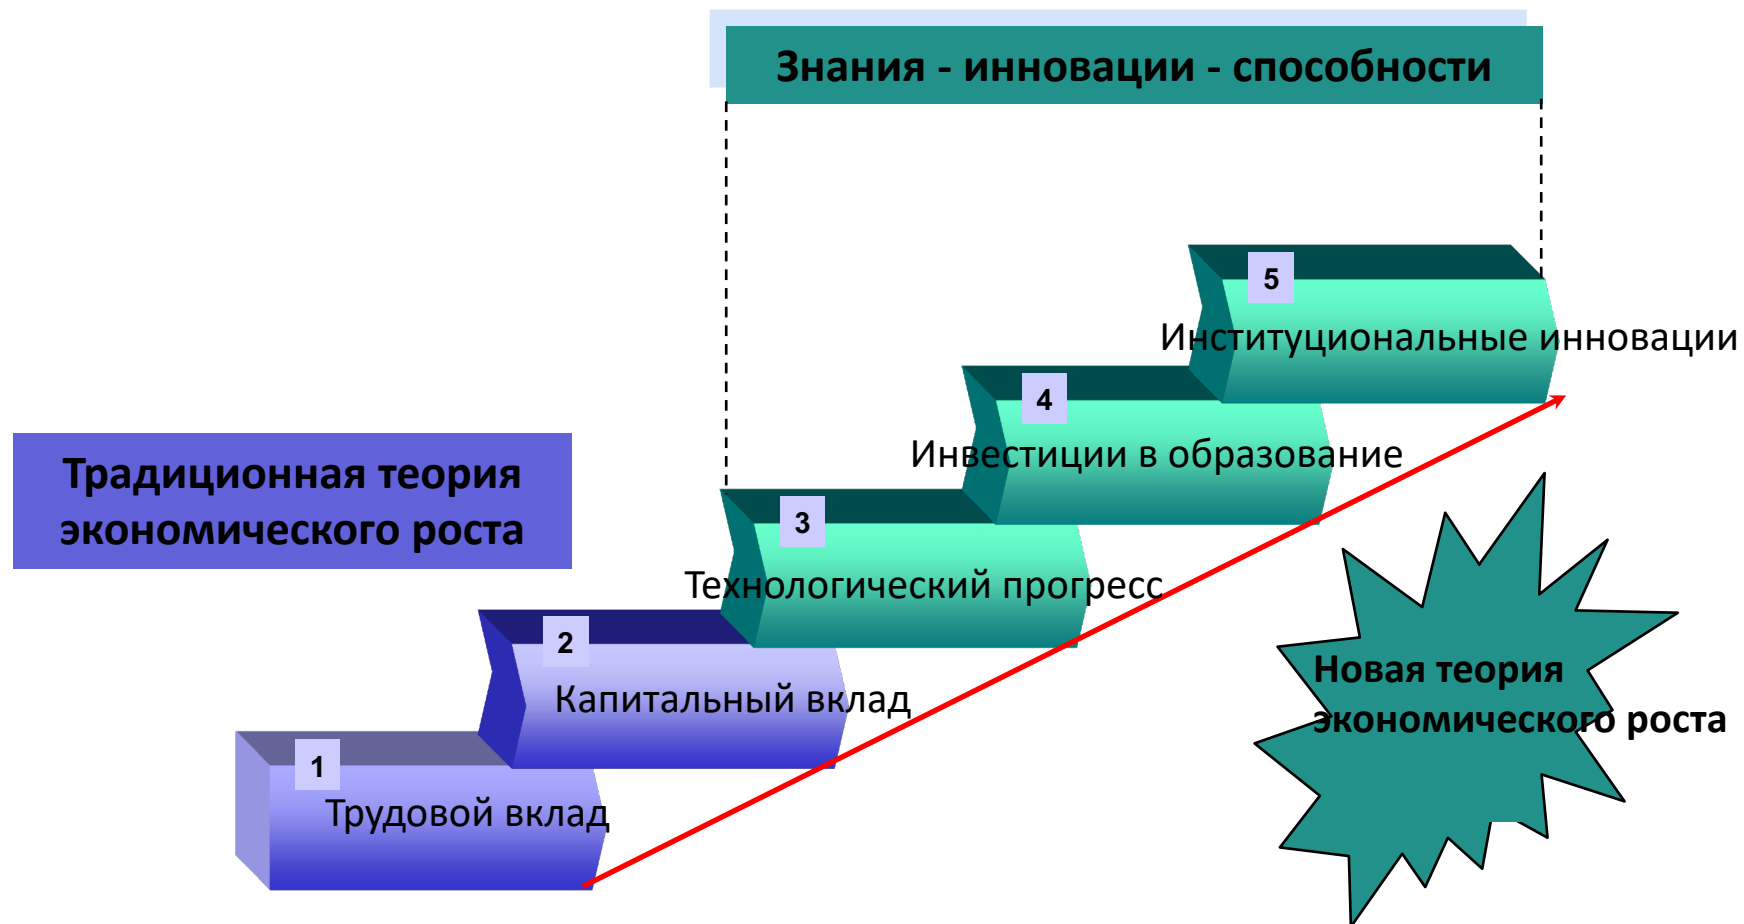 Знания - инновации - способности
5
Институциональные инновации
4
Инвестиции в образование
Традиционная теория
экономического роста
3
Технологический прогресс
2
Капитальный вклад
Новая теория
экономического роста
1
Трудовой вклад